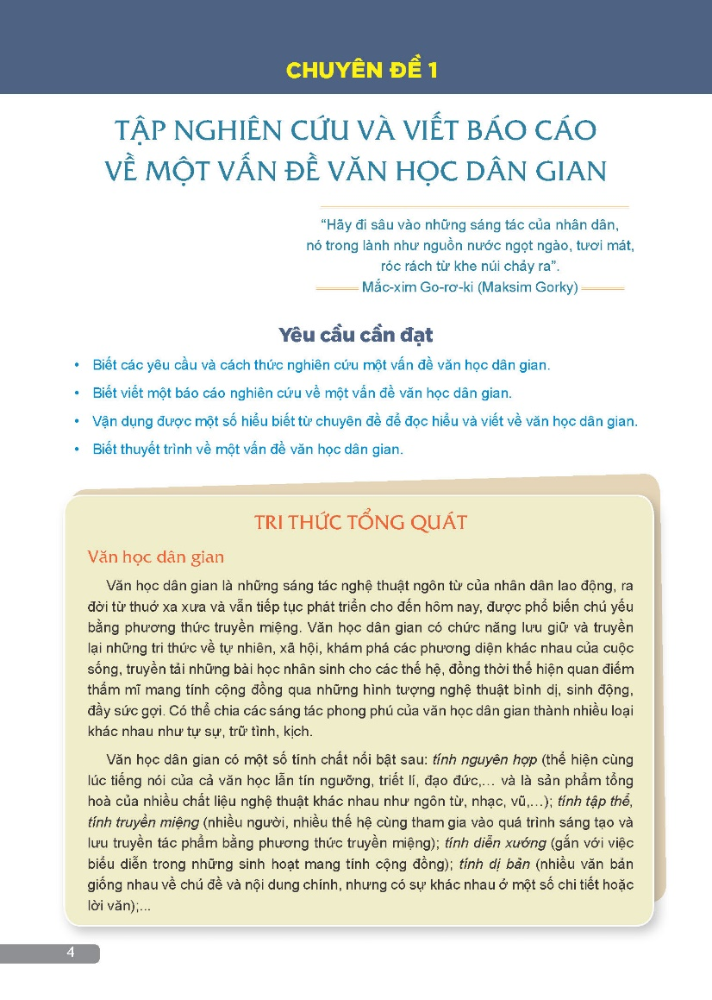 CHUYÊN ĐỀ 1
TẬP NGHIÊN CỨU VÀ VIẾT BÁO CÁO
VỀ MỘT VẤN ĐỀ VĂN HỌC DÂN GIAN
“Hãy đi sâu vào những sáng tác của nhân dân,
nó trong lành như nguồn nước ngọt ngào, tươi mát,
róc rách từ khe núi chảy ra”.
Mắc-xim Go-rơ-ki (Maksim Gorky)
Yêu cầu cần đạt
• Biết các yêu cầu và cách thức nghiên cứu một vấn đề văn học dân gian.
• Biết viết một báo cáo nghiên cứu về một vấn đề văn học dân gian.
• Vận dụng được một số hiểu biết từ chuyên đề để đọc hiểu và viết về văn học dân gian.
• Biết thuyết trình về một vấn đề văn học dân gian.
TRI THỨC TỔNG QUÁT
Văn học dân gian
Văn học dân gian là những sáng tác nghệ thuật ngôn từ của nhân dân lao động, ra
đời từ thuở xa xưa và vẫn tiếp tục phát triển cho đến hôm nay, được phổ biến chủ yếu
bằng phương thức truyền miệng. Văn học dân gian có chức năng lưu giữ và truyền
lại những tri thức về tự nhiên, xã hội, khám phá các phương diện khác nhau của cuộc
sống, truyền tải những bài học nhân sinh cho các thế hệ, đồng thời thể hiện quan điểm
thẩm mĩ mang tính cộng đồng qua những hình tượng nghệ thuật bình dị, sinh động,
đầy sức gợi. Có thể chia các sáng tác phong phú của văn học dân gian thành nhiều loại
khác nhau như tự sự, trữ tình, kịch.
Văn học dân gian có một số tính chất nổi bật sau: tính nguyên hợp (thể hiện cùng
lúc tiếng nói của cả văn học lẫn tín ngưỡng, triết lí, đạo đức,... và là sản phẩm tổng
hoà của nhiều chất liệu nghệ thuật khác nhau như ngôn từ, nhạc, vũ,...); tính tập thể,
tính truyền miệng (nhiều người, nhiều thế hệ cùng tham gia vào quá trình sáng tạo và
lưu truyền tác phẩm bằng phương thức truyền miệng); tính diễn xướng (gắn với việc
biểu diễn trong những sinh hoạt mang tính cộng đồng); tính dị bản (nhiều văn bản
giống nhau về chủ đề và nội dung chính, nhưng có sự khác nhau ở một số chi tiết hoặc
lời văn);...
4